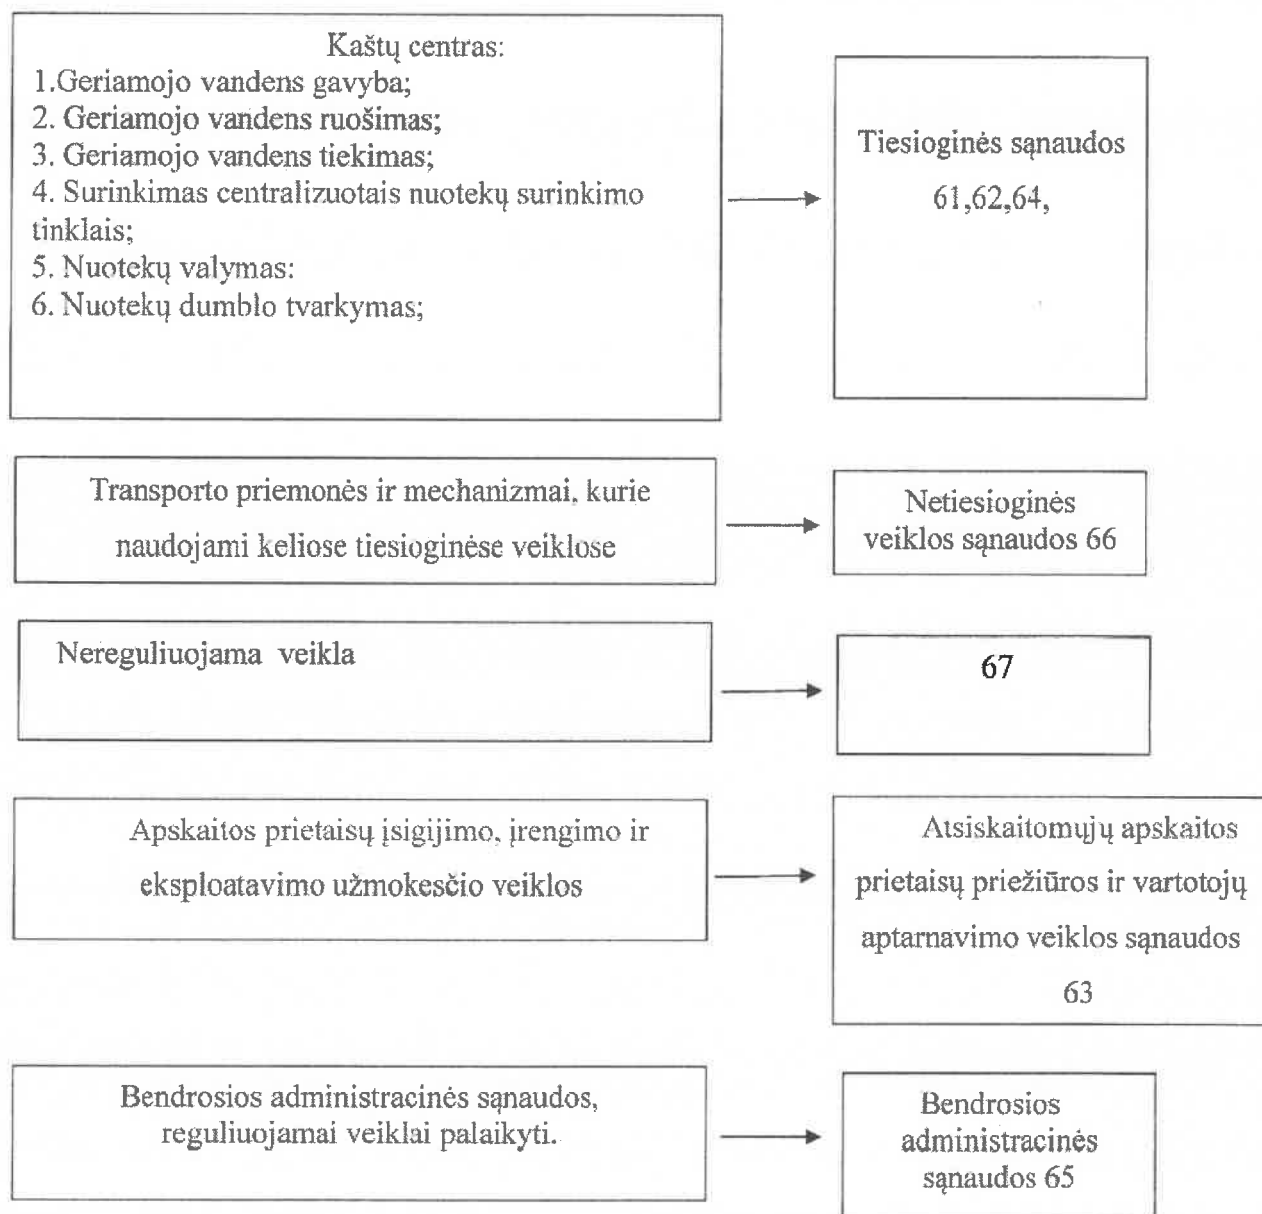 Kaštų centras:
1.Geriamojo vandens gavyba;
2. Geriamojo vandens ruošimas;
3. Geriamojo vandens tiekimas;
4. Surinkimas centralizuotais nuotekų surinkimo
tinklais;
5. Nuotekų valymas:
6. Nuotekų dumblo tvarkymas;
Tiesioginės sąnaudos
61,62,64,
Transporto priemonės ir mechanizmai, kurie
naudojami keliose tiesioginėse veiklose
Netiesioginės
veiklos sąnaudos 66
Nereguliuojama veikla
67
Apskaitos prietaisų įsigijimo, įrengimo ir
eksploatavimo užmokesčio veiklos
Atsiskaitomųjų apskaitos
prietaisų priežiūros ir vartotojų
aptarnavimo veiklos sąnaudos
63
Bendrosios administracinės sąnaudos,
reguliuojamai veiklai palaikyti.
Bendrosios
administracinės
sąnaudos 65